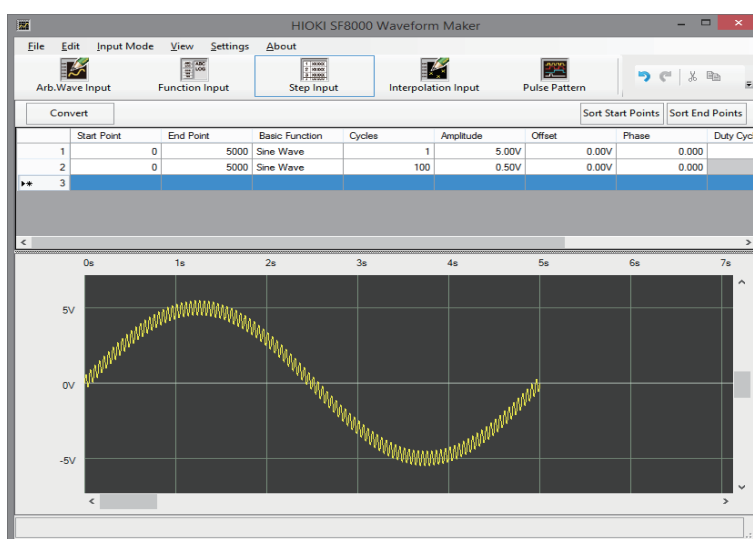 HIOKI SF8000 Waveform Maker
File Edit Input Mode View Settings About
Arb.Wave Input Function Input Step Input Interpolation Input Pulse Pattern
Convert Sort Start Points Sort End Points
Start Point End Point Basic Function Cycles Amplitude Offset Phase Duty Cyc
1 0 5000 Sine Wave 1 5.00V 0.00V 0.000
2 0 5000 Sine Wave 100 0.50V 0.00V 0.000
3
0s 1s 2s 3s 4s 5s 6s 7s
5V
0V
-5V